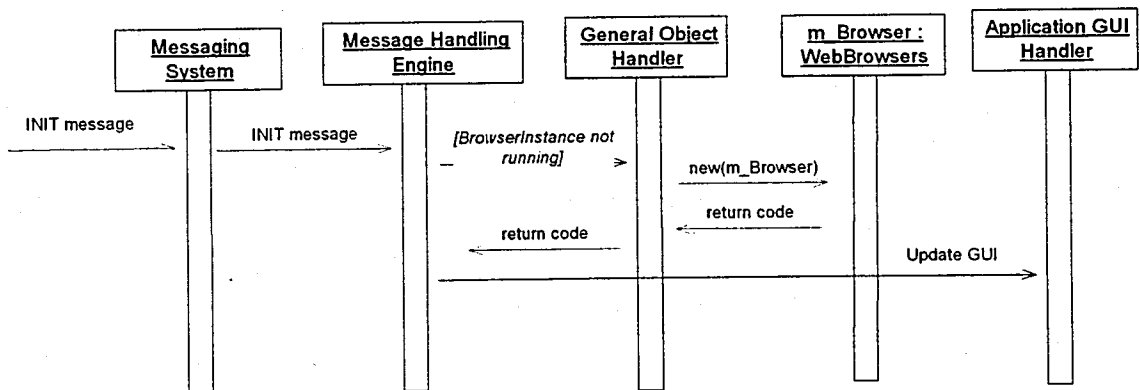 Messaging
System
Message Handling
Engine
General Object
Handler
m_Browser :
WebBrowsers
Application GUI
Handler
INIT message
INIT message
[BrowserInstance not
running]
new(m_Browser)
return code
return code
Update GUI